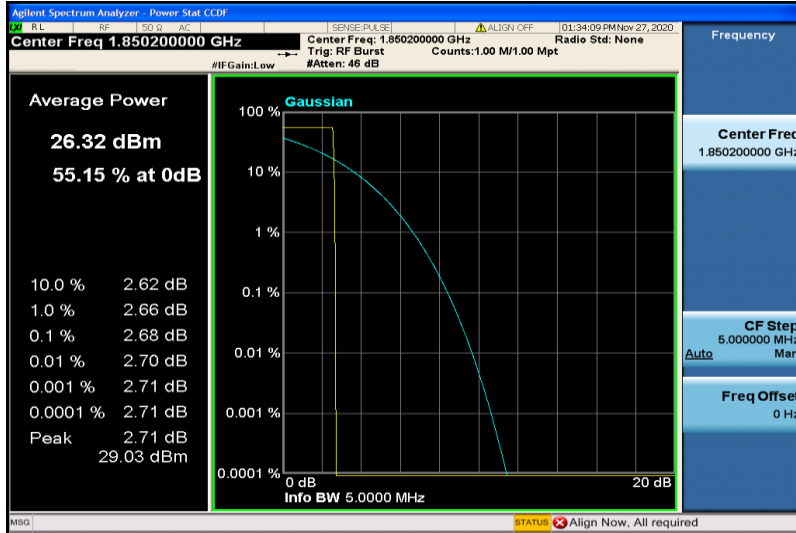 Agilent Spectrum Analyzer - Power Stat CCDF
LXI RL RF 50 Ω AC SENSE:PULSE ALIGN OFF 01:34:09 PM Nov 27, 2020
Center Freq 1.850200000 GHz
Center Freq: 1.850200000 GHz Radio Std: None
Trig: RF Burst Counts:1.00 M/1.00 Mpt
#IFGain:Low #Atten: 46 dB
Average Power
26.32 dBm
55.15 % at 0dB
10.0 % 2.62 dB
1.0 % 2.66 dB
0.1 % 2.68 dB
0.01 % 2.70 dB
0.001 % 2.71 dB
0.0001 % 2.71 dB
Peak 2.71 dB
29.03 dBm
Gaussian
100 %
10 %
1 %
0.1 %
0.01 %
0.001 %
0.0001 %
0 dB 20 dB
Info BW 5.0000 MHz
Frequency
Center Freq
1.850200000 GHz
CF Step
5.000000 MHz
Auto Man
Freq Offset
0 Hz
MSG STATUS Align Now, All required